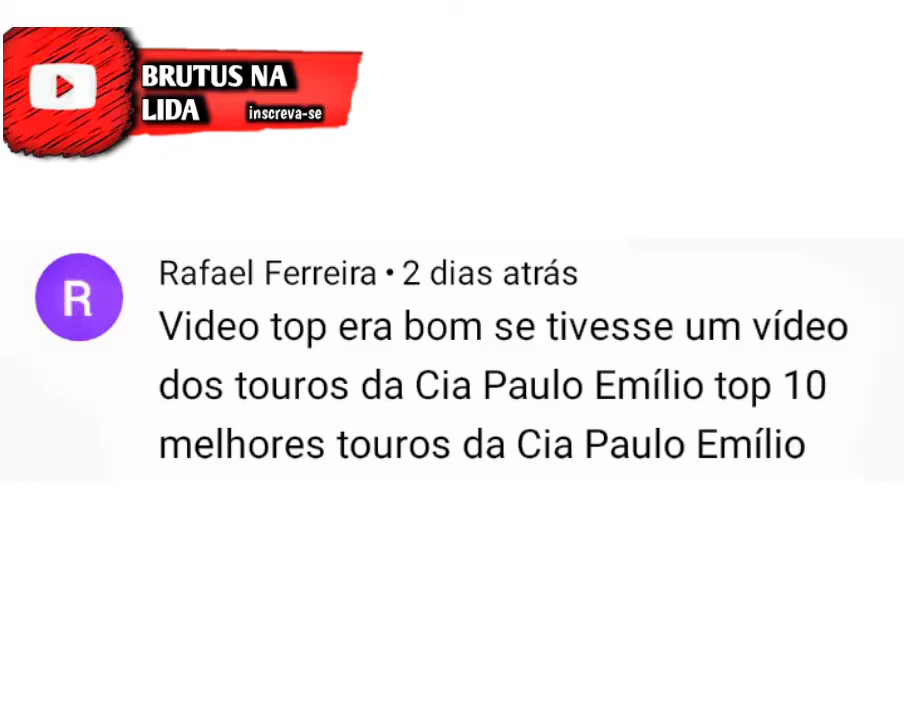 BRUTUS NA
LIDA inscreva-se
R
Rafael Ferreira • 2 dias atrás
Video top era bom se tivesse um vídeo
dos touros da Cia Paulo Emílio top 10
melhores touros da Cia Paulo Emílio